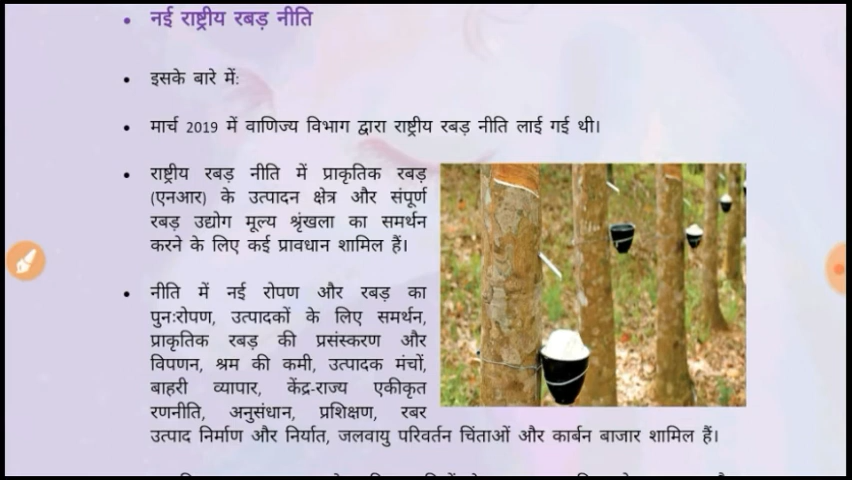 नई राष्ट्रीय रबड़ नीति
इसके बारे में:
मार्च 2019 में वाणिज्य विभाग द्वारा राष्ट्रीय रबड़ नीति लाई गई थी।
राष्ट्रीय रबड़ नीति में प्राकृतिक रबड़
(एनआर) के उत्पादन क्षेत्र और संपूर्ण
रबड़ उद्योग मूल्य श्रृंखला का समर्थन
करने के लिए कई प्रावधान शामिल हैं।
नीति में नई रोपण और रबड़ का
पुनःरोपण, उत्पादकों के लिए समर्थन,
प्राकृतिक रबड़ की प्रसंस्करण और
विपणन, श्रम की कमी, उत्पादक मंचों,
बाहरी व्यापार, केंद्र-राज्य एकीकृत
रणनीति, अनुसंधान, प्रशिक्षण, रबर
उत्पाद निर्माण और निर्यात, जलवायु परिवर्तन चिंताओं और कार्बन बाजार शामिल हैं।